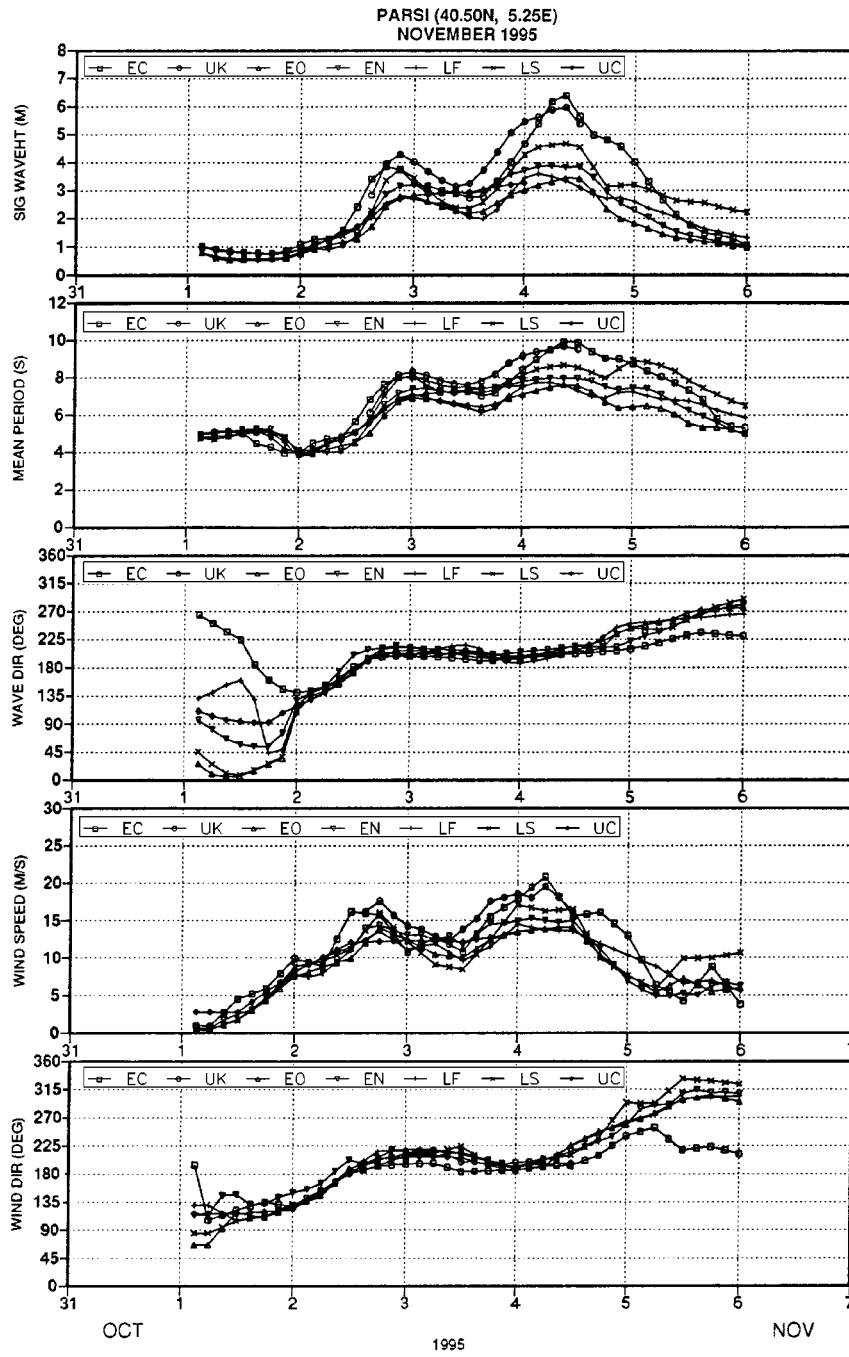 PARSI (40.50N, 5.25E)
NOVEMBER 1995
SIG WAVEHT (M)
8
7
6
5
4
3
2
1
0
EC UK EO EN LF LS UC
31 1 2 3 4 5 6
MEAN PERIOD (S)
12
10
8
6
4
2
0
EC UK EO EN LF LS UC
31 1 2 3 4 5 6
WAVE DIR (DEG)
360
315
270
225
180
135
90
45
0
EC UK EO EN LF LS UC
31 1 2 3 4 5 6
WIND SPEED (M/S)
30
25
20
15
10
5
0
EC UK EO EN LF LS UC
31 1 2 3 4 5 6
WIND DIR (DEG)
360
315
270
225
180
135
90
45
0
EC UK EO EN LF LS UC
31 1 2 3 4 5 6 7
OCT NOV
1995